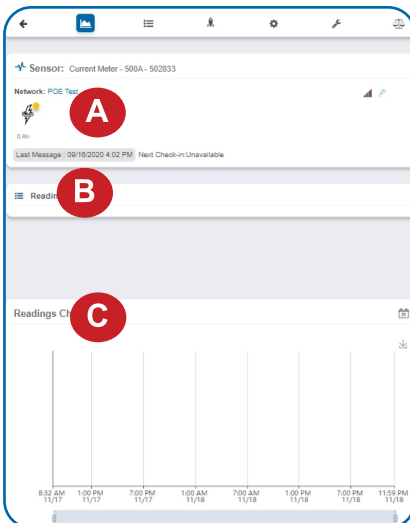 Sensor: Current Meter - 500A - 502833
Network: POE Test
A
0 Ah
Last Message : 09/16/2020 4:02 PM Next Check-in:Unavailable
B
Readin
C
Readings Ch
8:32 AM 1:00 PM 7:00 PM 1:00 AM 7:00 AM 1:00 PM 7:00 PM 11:59 PM
11/17 11/17 11/17 11/18 11/18 11/18 11/18 11/18